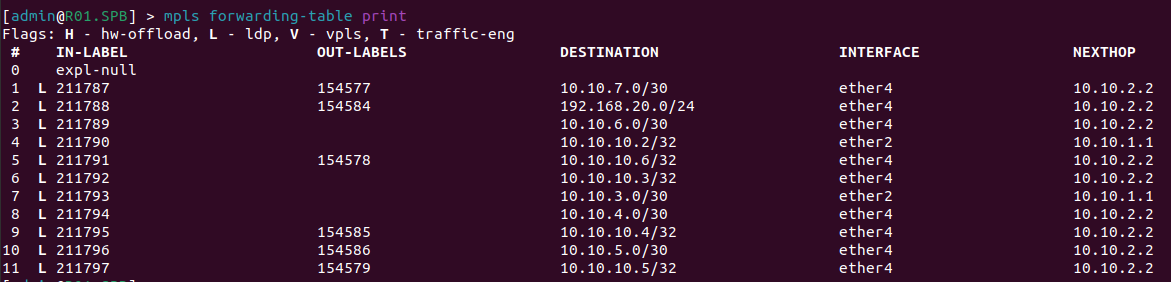 [admin@R01.SPB] > mpls forwarding-table print
Flags: H - hw-offload, L - ldp, V - vpls, T - traffic-eng
# IN-LABEL OUT-LABELS DESTINATION INTERFACE NEXTHOP
0 expl-null
1 L 211787 154577 10.10.7.0/30 ether4 10.10.2.2
2 L 211788 154584 192.168.20.0/24 ether4 10.10.2.2
3 L 211789 10.10.6.0/30 ether4 10.10.2.2
4 L 211790 10.10.10.2/32 ether2 10.10.1.1
5 L 211791 154578 10.10.10.6/32 ether4 10.10.2.2
6 L 211792 10.10.10.3/32 ether4 10.10.2.2
7 L 211793 10.10.3.0/30 ether2 10.10.1.1
8 L 211794 10.10.4.0/30 ether4 10.10.2.2
9 L 211795 154585 10.10.10.4/32 ether4 10.10.2.2
10 L 211796 154586 10.10.5.0/30 ether4 10.10.2.2
11 L 211797 154579 10.10.10.5/32 ether4 10.10.2.2